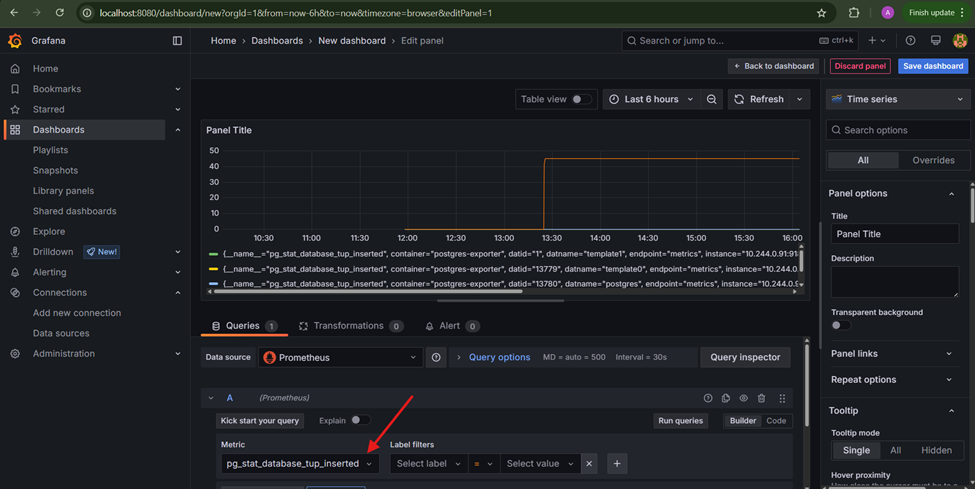 localhost:8080/dashboard/new?orgId=1&from=now-6h&to=now&timezone=browser&editPanel=1
A
Finish update
Grafana
Home > Dashboards > New dashboard > Edit panel
Search or jump to...
ctrl+k
Back to dashboard
Discard panel
Save dashboard
Home
Bookmarks
Starred
Dashboards
Playlists
Snapshots
Library panels
Shared dashboards
Explore
Drilldown
New!
Alerting
Connections
Add new connection
Data sources
Administration
Table view
Last 6 hours
Refresh
Panel Title
50
40
30
20
10
0
10:30 11:00 11:30 12:00 12:30 13:00 13:30 14:00 14:30 15:00 15:30 16:00
{__name__="pg_stat_database_tup_inserted", container="postgres-exporter", datid="1", datname="template1", endpoint="metrics", instance="10.244.0.91:91
{__name__="pg_stat_database_tup_inserted", container="postgres-exporter", datid="13779", datname="template0", endpoint="metrics", instance="10.244.0.9
{__name__="pg_stat_database_tup_inserted", container="postgres-exporter", datid="13780", datname="postgres", endpoint="metrics", instance="10.244.0.9
Queries 1
Transformations 0
Alert 0
Data source
Prometheus
Query options
MD = auto = 500
Interval = 30s
Query inspector
A
(Prometheus)
Kick start your query
Explain
Run queries
Builder
Code
Metric
Label filters
pg_stat_database_tup_inserted
Select label
=
Select value
Time series
Search options
All
Overrides
Panel options
Title
Panel Title
Description
Transparent background
Panel links
Repeat options
Tooltip
Tooltip mode
Single
All
Hidden
Hover proximity